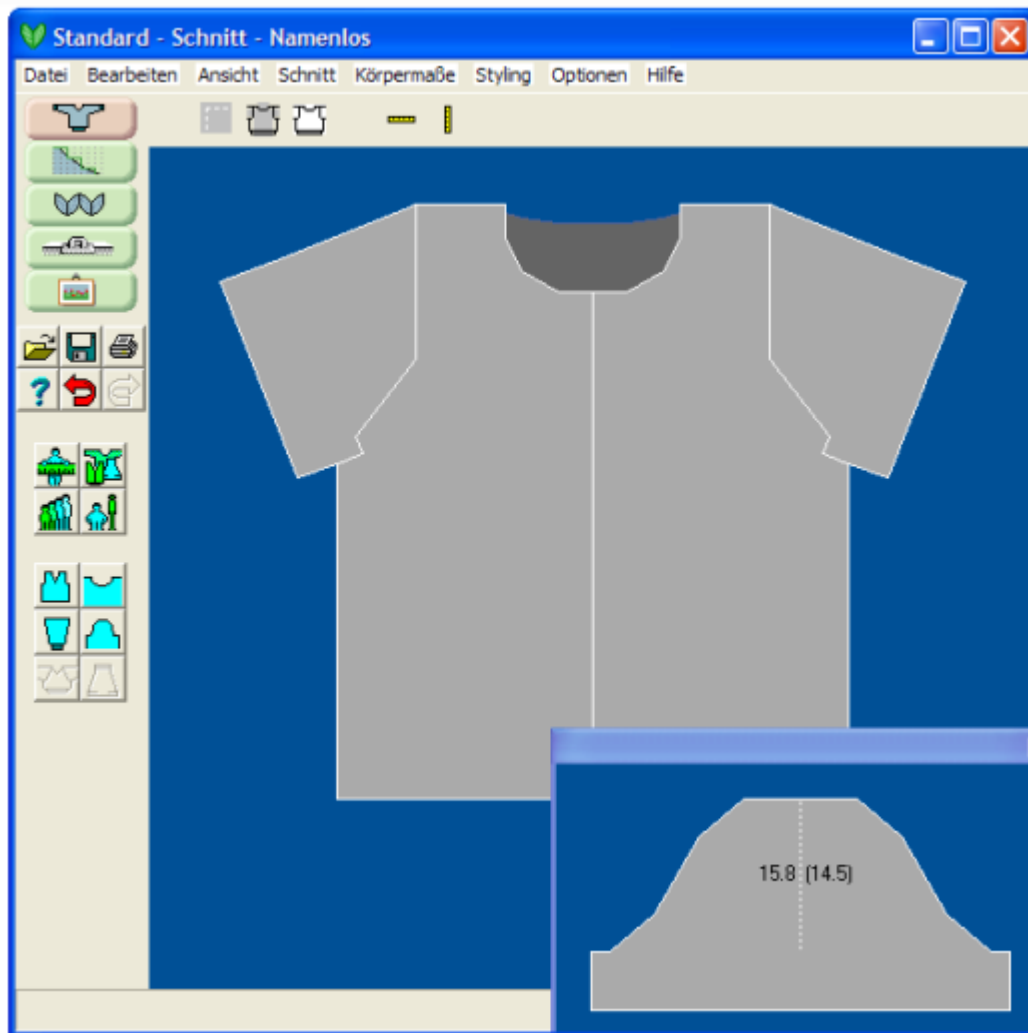 Standard - Schnitt - Namenlos
Datei Bearbeiten Ansicht Schnitt Körpermaße Styling Optionen Hilfe
15.8 (14.5)